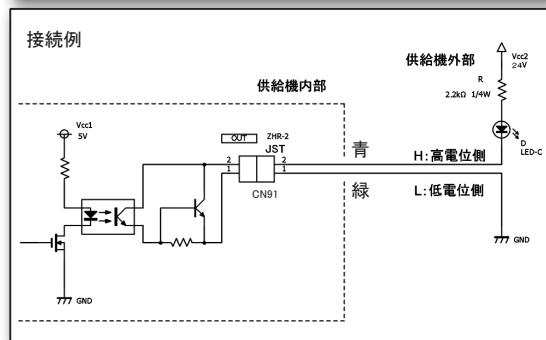 接続例
供給機外部
Vcc2
24V
R
2.2kΩ 1/4W
供給機内部
D
LED-C
Vcc1
5V
OUT
ZHR-2
JST
青
2
2
H:高電位側
1
1
CN91
緑
L:低電位側
GND
GND